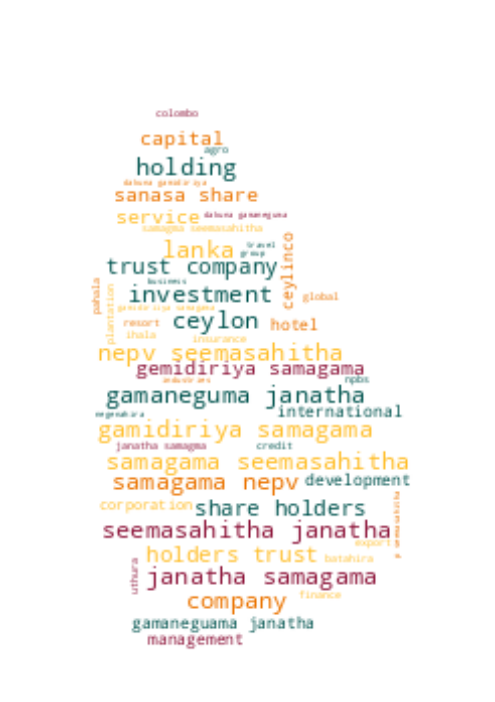 colombo
capital
agro
holding
dakuna gamidiriya
sanasa share
service dakuna gamaneguna
samagma seemasahitha
lanka travel
group
trust company ceylinco
business
pahala plantation investment global
gamidiriya samagama
resort ceylon hotel
ihala insurance
nepv seemasahitha
gemidiriya samagama
industries npbs
gamaneguma janatha
negenahira international
gamidiriya samagama
janatha samagma credit
samagama seemasahitha
samagama nepv development
corporation share holders
seemasahitha janatha
export
holders trust batahira
uthura janatha samagama
company finance
gamaneguama janatha
management